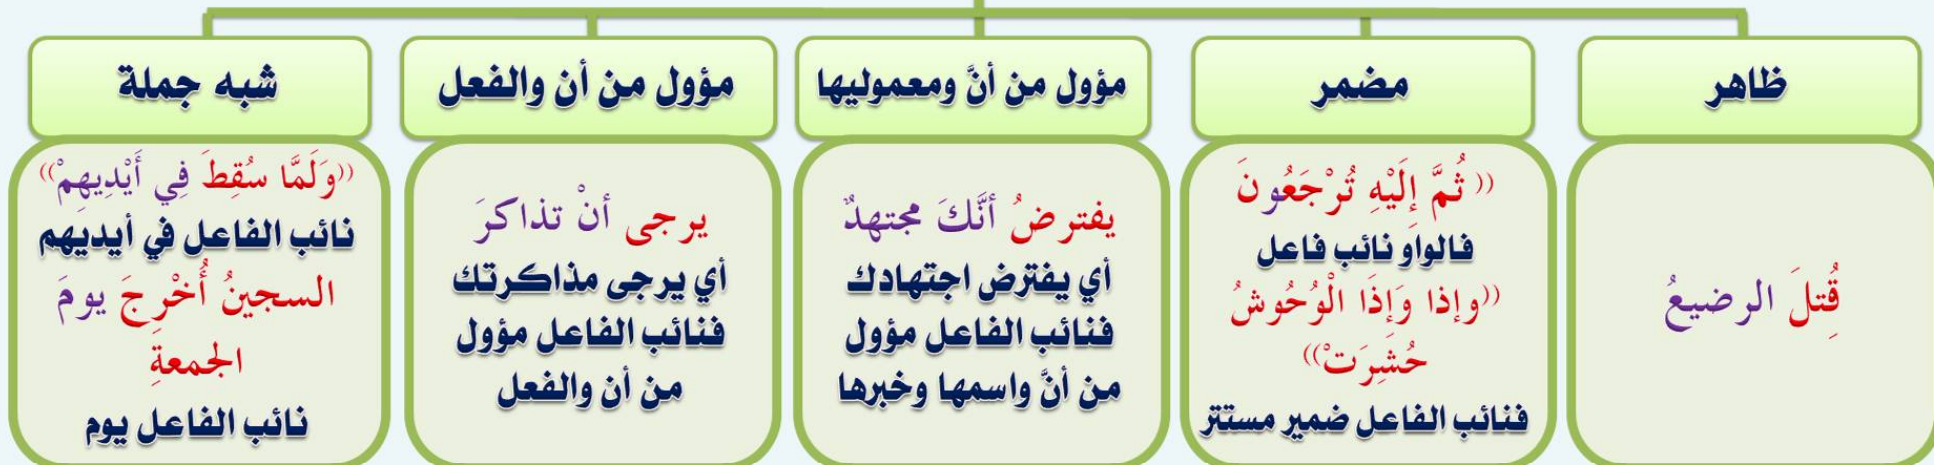 ظاهر
قُتِلَ الرضيعُ
مضمر
((ثُمَّ إِلَيْهِ تُرْجَعُونَ
فالواو نائب فاعل
((وإذا وَإِذَا الْوُحُوشُ
حُشِرَتْ))
فنائب الفاعل ضمير مستتر
مؤول من أنَّ ومعموليها
يفترضُ أنَّكَ مجتهدٌ
أي يفترض اجتهادك
فنائب الفاعل مؤول
من أنَّ واسمها وخبرها
مؤول من أن والفعل
يرجى أنْ تذاكرَ
أي يرجى مذاكرتك
فنائب الفاعل مؤول
من أن والفعل
شبه جملة
((وَلَمَّا سُقِطَ فِي أَيْدِيهِمْ))
نائب الفاعل في أيديهم
السجينُ أُخْرِجَ يومَ
الجمعةِ
نائب الفاعل يوم